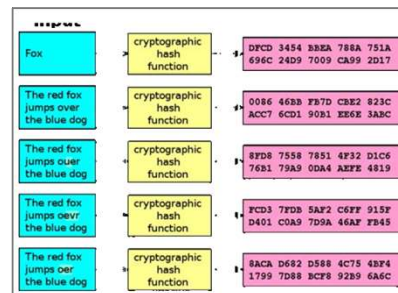 Input
Fox
cryptographic
hash
function
DFCD 3454 BBEA 788A 751A
696C 24D9 7009 CA99 2D17
The red fox
jumps over
the blue dog
cryptographic
hash
function
0086 46BB FB7D CBE2 823C
ACC7 6CD1 90B1 EE6E 3ABC
The red fox
jumps ouer
the blue dog
cryptographic
hash
function
8FD8 7558 7851 4F32 D1C6
76B1 79A9 0DA4 AEFE 4819
The red fox
jumps oevr
the blue dog
cryptographic
hash
function
FCD3 7FDB 5AF2 C6FF 915F
D401 C0A9 7D9A 46AF FB45
The red fox
jumps oer
the blue dog
cryptographic
hash
function
8ACA D682 D588 4C75 4BF4
1799 7D88 BCF8 92B9 6A6C